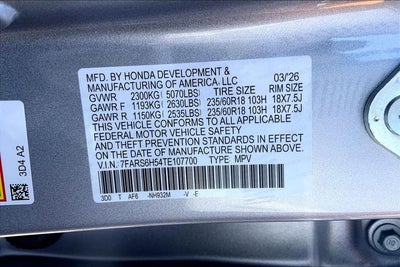 MFD. BY HONDA DEVELOPMENT & 03/26
MANUFACTURING OF AMERICA, LLC
GVWR 2300KG ( 5070LBS) TIRE SIZE RIM SIZE
GAWR F 1193KG ( 2630LBS) 235/60R18 103H 18X7.5J
GAWR R 1150KG ( 2535LBS) 235/60R18 103H 18X7.5J
THIS VEHICLE CONFORMS TO ALL APPLICABLE
FEDERAL MOTOR VEHICLE SAFETY, BUMPER,
AND THEFT PREVENTION STANDARDS IN EFFECT
ON THE DATE OF MANUFACTURE SHOWN ABOVE.
V.I.N. 7FARS6H54TE107700 TYPE MPV
3D0 T AF6 -NH932M -V -E
3D4 A2